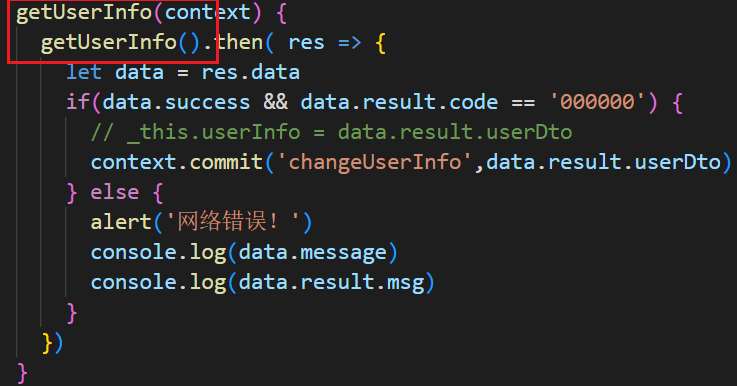 getUserInfo(context) {
getUserInfo().then( res => {
let data = res.data
if(data.success && data.result.code == '000000') {
// _this.userInfo = data.result.userDto
context.commit('changeUserInfo',data.result.userDto)
} else {
alert('网络错误！')
console.log(data.message)
console.log(data.result.msg)
}
})
}